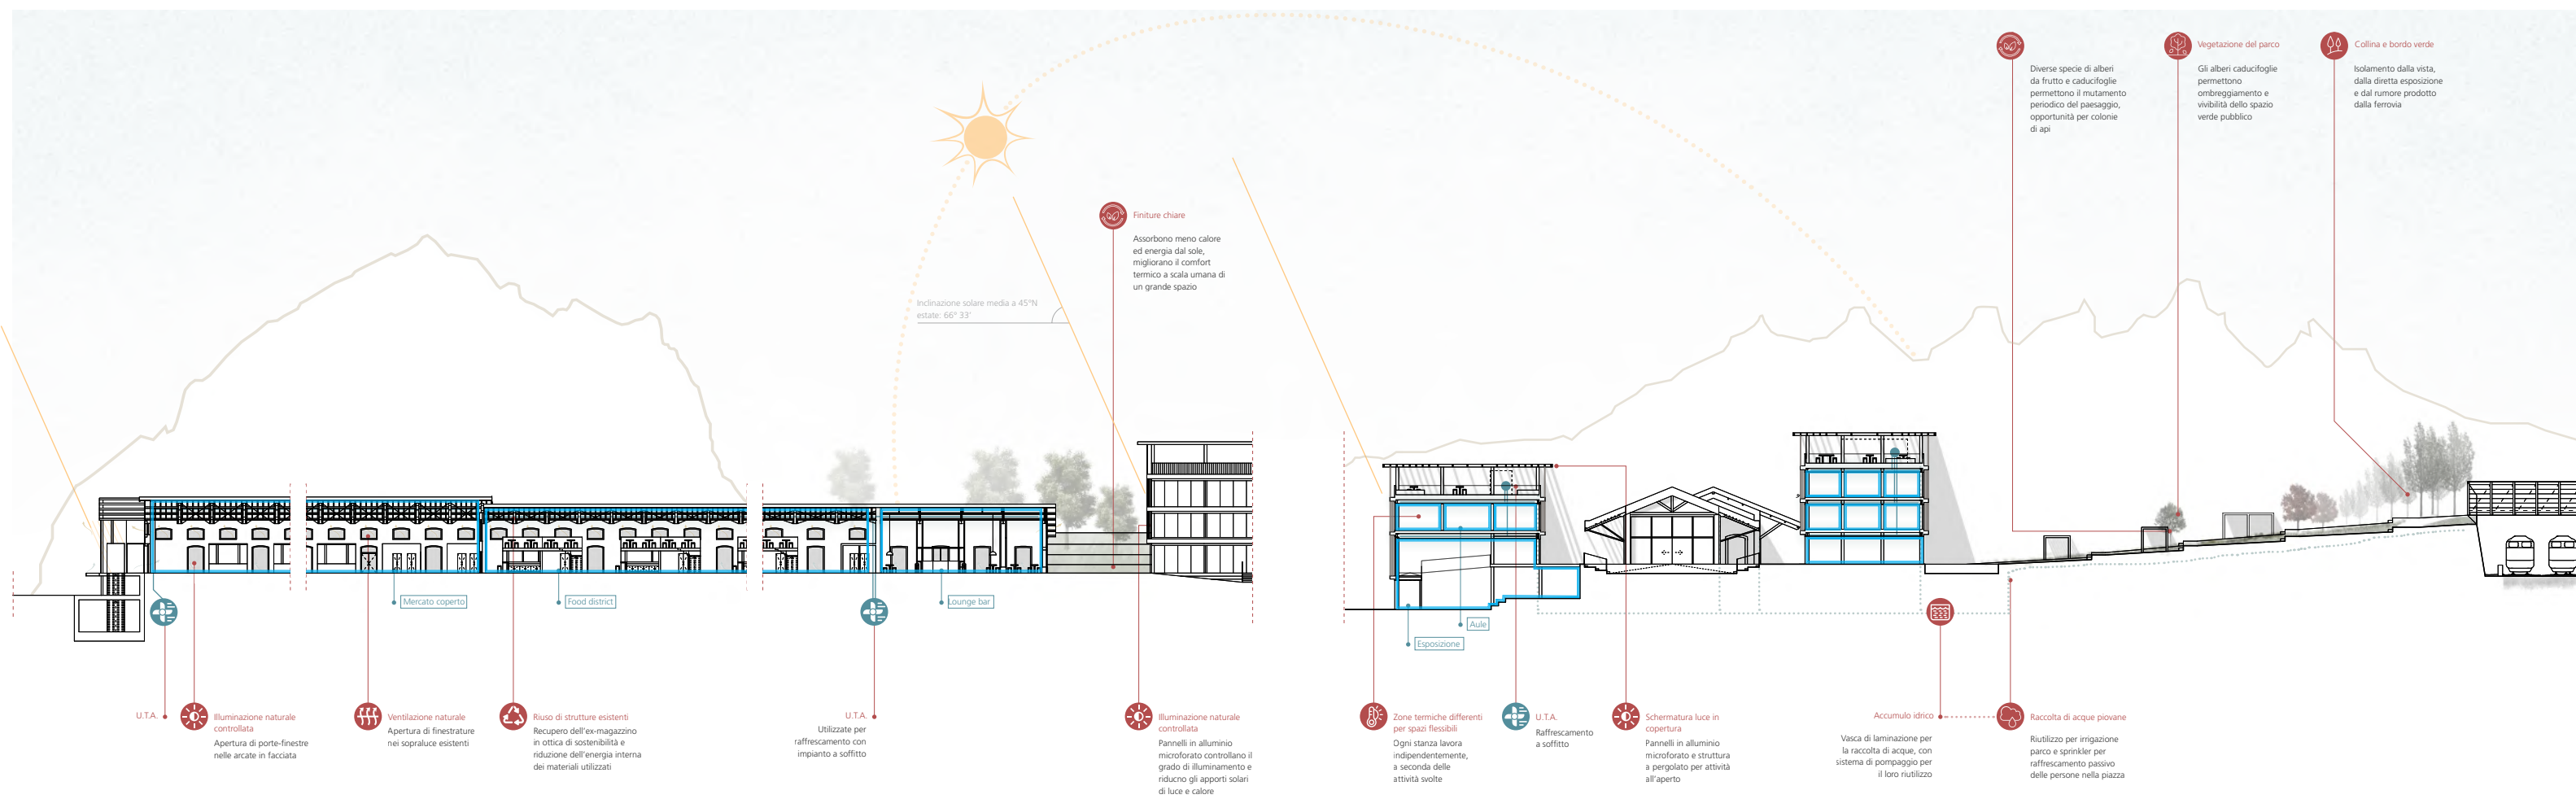 Diverse specie di alberi
da frutto e caducifoglie
permettono il mutamento
periodico del paesaggio,
opportunità per colonie
di api
Vegetazione del parco
Gli alberi caducifoglie
permettono
ombreggiamento e
vivibilità dello spazio
verde pubblico
Collina e bordo verde
Isolamento dalla vista,
dalla diretta esposizione
e dal rumore prodotto
dalla ferrovia
Finiture chiare
Assorbono meno calore
ed energia dal sole,
migliorano il comfort
termico a scala umana di
un grande spazio
Inclinazione solare media a 45°N
estate: 66° 33'
Mercato coperto
Food district
Lounge bar
Aule
Esposizione
U.T.A.
Illuminazione naturale
controllata
Apertura di porte-finestre
nelle arcate in facciata
Ventilazione naturale
Apertura di finestrature
nei sopraluce esistenti
Riuso di strutture esistenti
Recupero dell'ex-magazzino
in ottica di sostenibilità e
riduzione dell'energia interna
dei materiali utilizzati
U.T.A.
Utilizzate per
raffrescamento con
impianto a soffitto
Illuminazione naturale
controllata
Pannelli in alluminio
microforato controllano il
grado di illuminamento e
riducno gli apporti solari
di luce e calore
Zone termiche differenti
per spazi flessibili
Ogni stanza lavora
indipendentemente,
a seconda delle
attività svolte
U.T.A.
Raffrescamento
a soffitto
Schermatura luce in
copertura
Pannelli in alluminio
microforato e struttura
a pergolato per attività
all'aperto
Accumulo idrico
Vasca di laminazione per
la raccolta di acque, con
sistema di pompaggio per
il loro riutilizzo
Raccolta di acque piovane
Riutilizzo per irrigazione
parco e sprinkler per
raffrescamento passivo
delle persone nella piazza